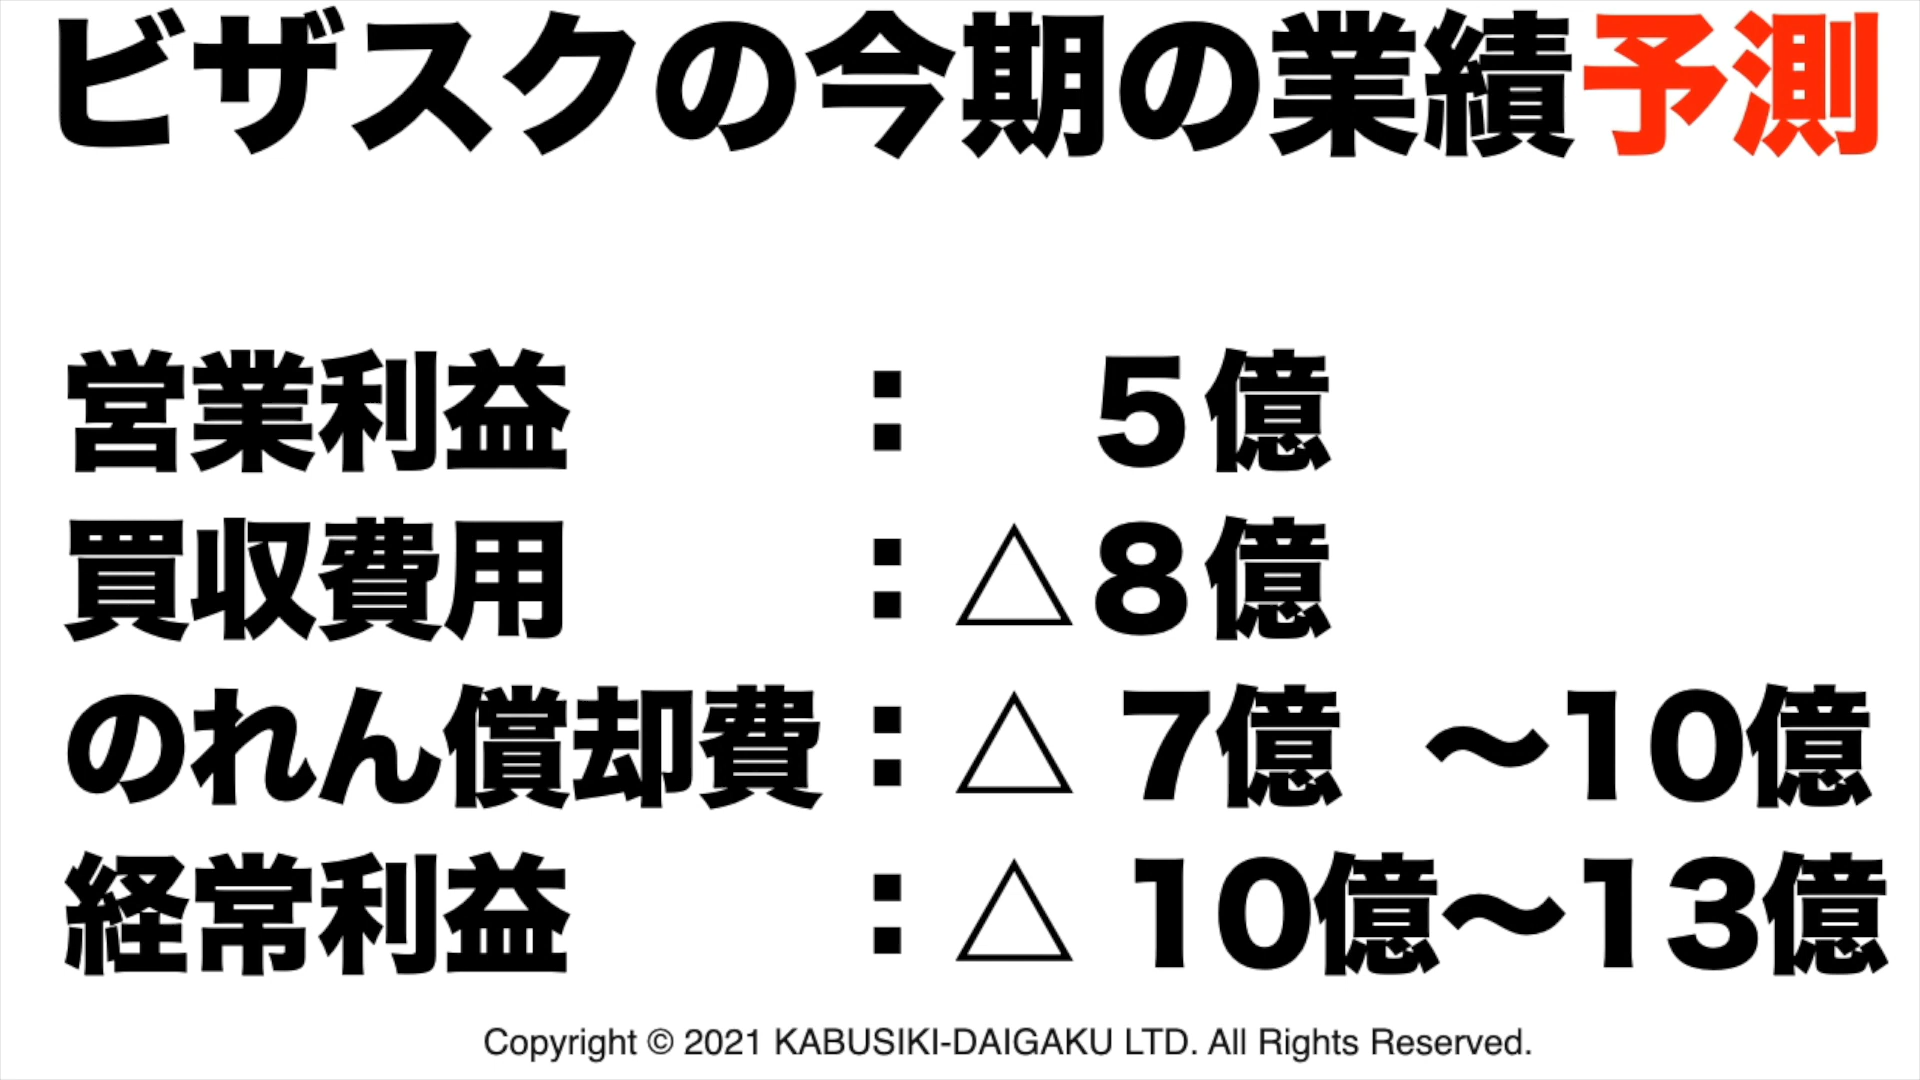 ビザスクの今期の業績予測
営業利益 : 5億
買収費用 : △8億
のれん償却費 : △ 7億 〜10億
経常利益 : △ 10億〜13億
Copyright © 2021 KABUSIKI-DAIGAKU LTD. All Rights Reserved.